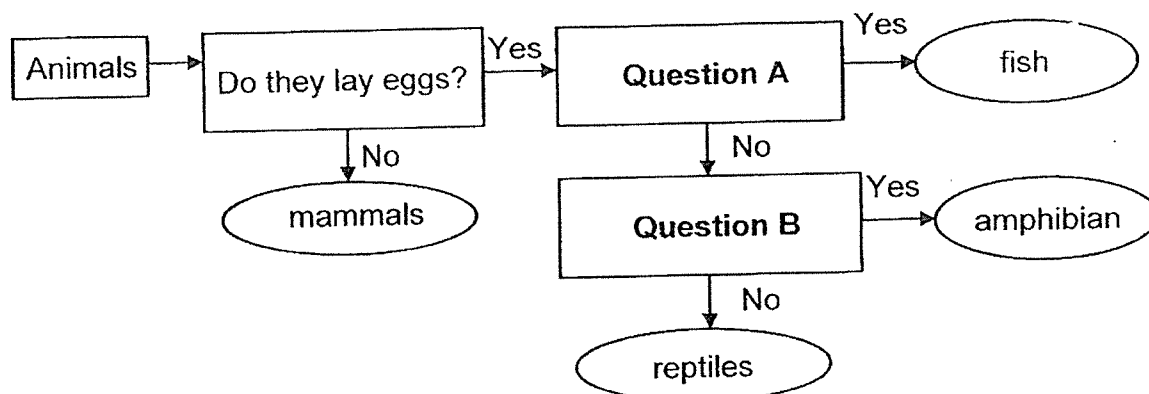 Animals
Do they lay eggs?
Yes
Question A
Yes
fish
No
mammals
No
Question B
Yes
amphibian
No
reptiles